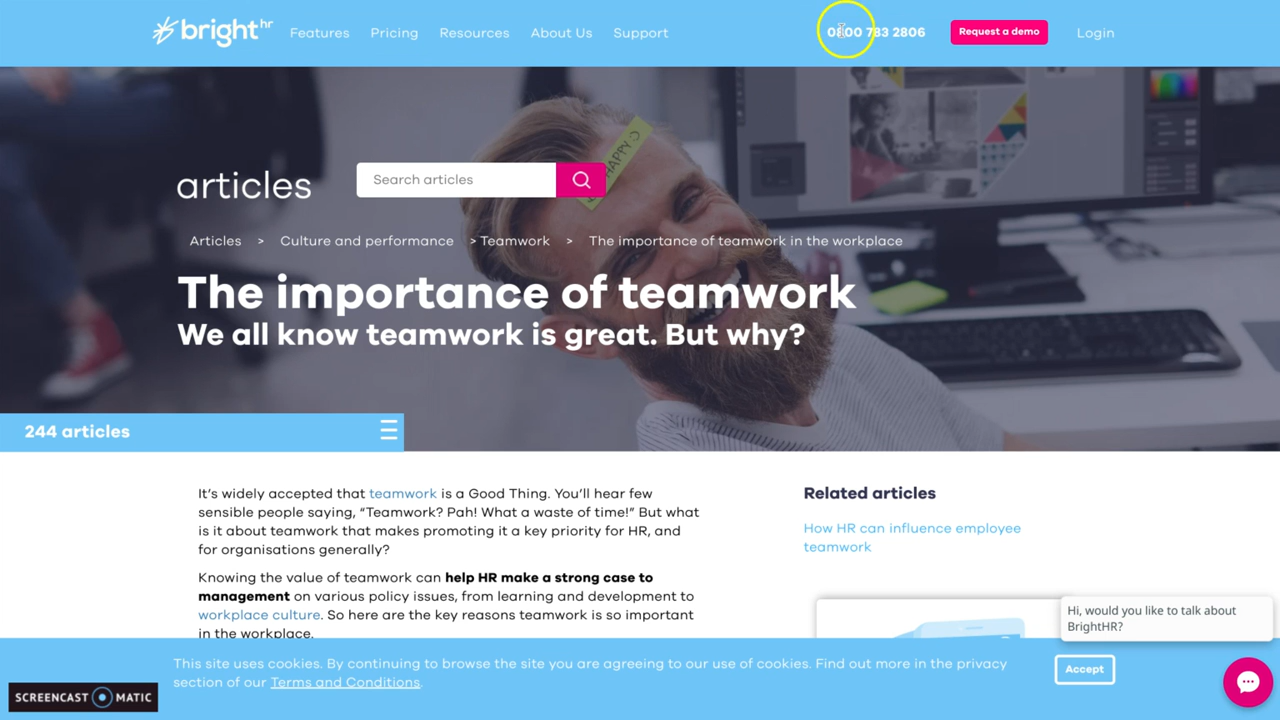 bright hr
Features Pricing Resources About Us Support
0800 783 2806
Request a demo
Login
HAPPY
articles
Search articles
Articles > Culture and performance > Teamwork > The importance of teamwork in the workplace
The importance of teamwork
We all know teamwork is great. But why?
244 articles
It's widely accepted that teamwork is a Good Thing. You'll hear few
sensible people saying, “Teamwork? Pah! What a waste of time!” But what
is it about teamwork that makes promoting it a key priority for HR, and
for organisations generally?
Knowing the value of teamwork can help HR make a strong case to
management on various policy issues, from learning and development to
workplace culture. So here are the key reasons teamwork is so important
in the workplace.
Related articles
How HR can influence employee
teamwork
Hi, would you like to talk about
BrightHR?
This site uses cookies. By continuing to browse the site you are agreeing to our use of cookies. Find out more in the privacy
section of our Terms and Conditions.
Accept
SCREENCAST MATIC